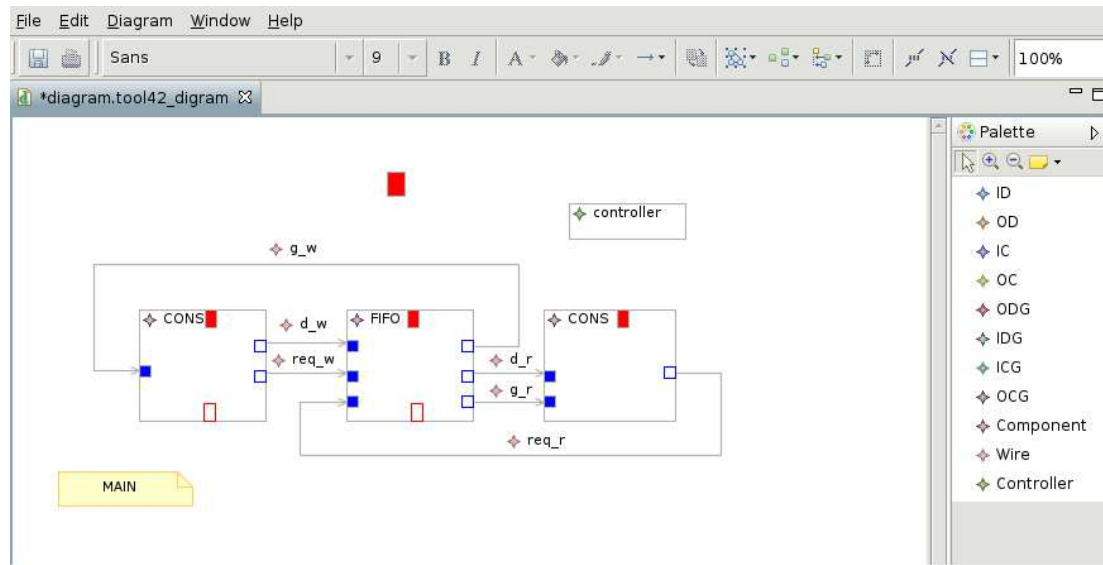 File Edit Diagram Window Help
Sans 9 B I A 100%
*diagram.tool42_digram
Palette
ID
OD
IC
OC
ODG
IDG
ICG
OCG
Component
Wire
Controller
controller
g_w
CONS
d_w
FIFO
CONS
req_w
d_r
g_r
req_r
MAIN